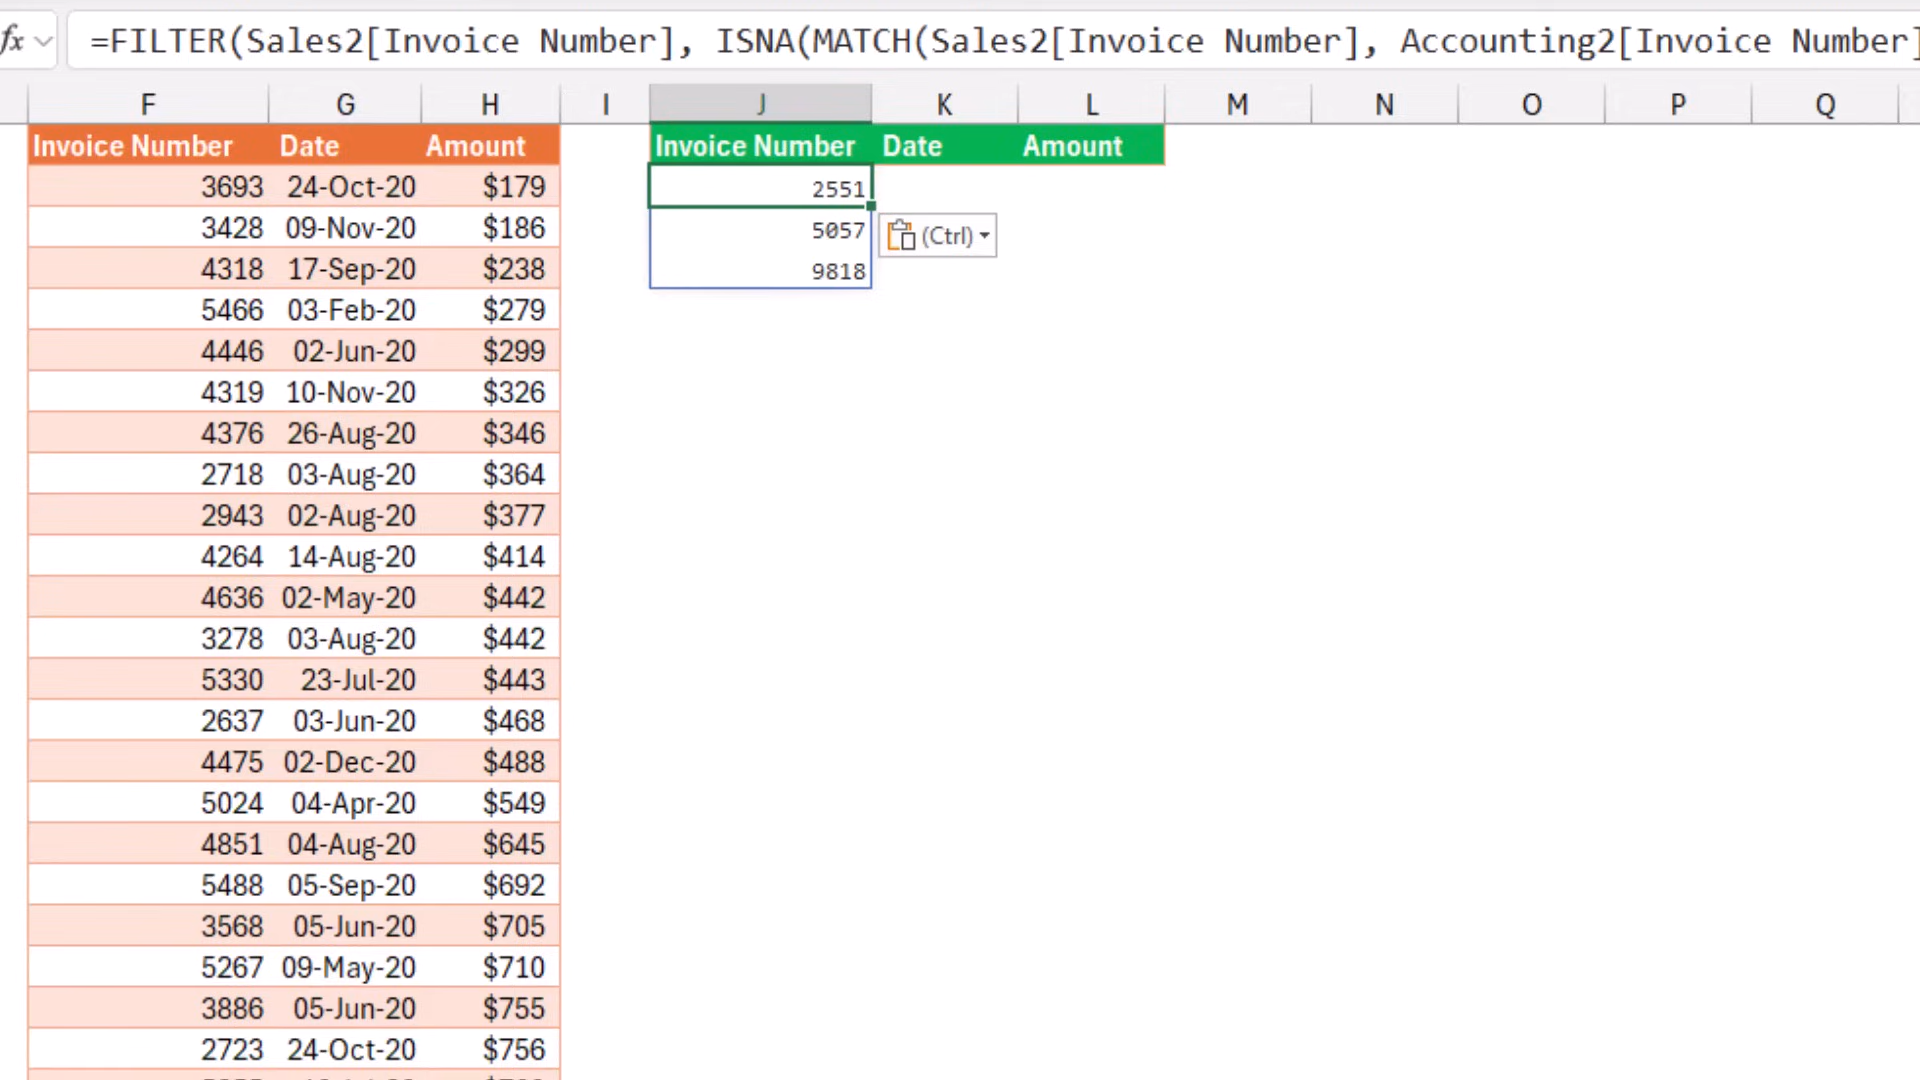 fx =FILTER(Sales2[Invoice Number], ISNA(MATCH(Sales2[Invoice Number], Accounting2[Invoice Number]
F G H I J K L M N O P Q
Invoice Number Date Amount Invoice Number Date Amount
3693 24-Oct-20 $179 2551
3428 09-Nov-20 $186 5057 (Ctrl)
4318 17-Sep-20 $238 9818
5466 03-Feb-20 $279
4446 02-Jun-20 $299
4319 10-Nov-20 $326
4376 26-Aug-20 $346
2718 03-Aug-20 $364
2943 02-Aug-20 $377
4264 14-Aug-20 $414
4636 02-May-20 $442
3278 03-Aug-20 $442
5330 23-Jul-20 $443
2637 03-Jun-20 $468
4475 02-Dec-20 $488
5024 04-Apr-20 $549
4851 04-Aug-20 $645
5488 05-Sep-20 $692
3568 05-Jun-20 $705
5267 09-May-20 $710
3886 05-Jun-20 $755
2723 24-Oct-20 $756